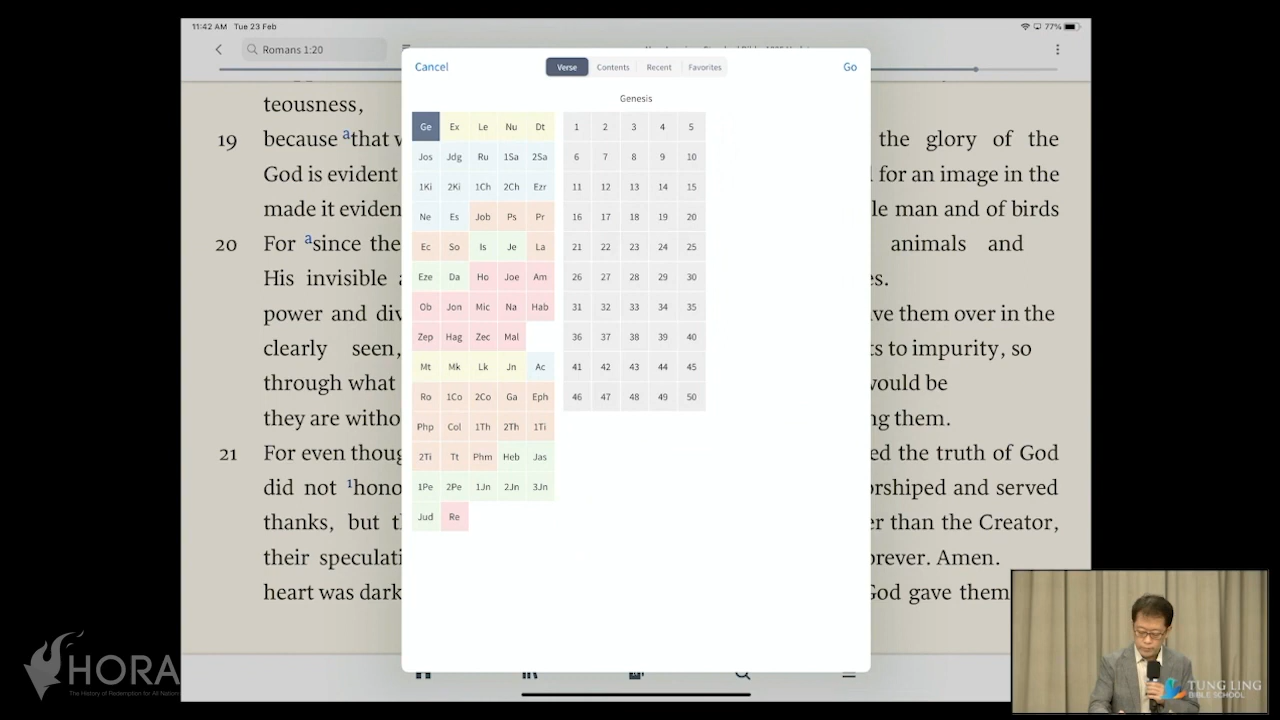 11:42 AM Tue 23 Feb
77%
Romans 1:20
Cancel
Verse Contents Recent Favorites
Go
Genesis
Ge Ex Le Nu Dt 1 2 3 4 5
Jos Jdg Ru 1Sa 2Sa 6 7 8 9 10
1Ki 2Ki 1Ch 2Ch Ezr 11 12 13 14 15
Ne Es Job Ps Pr 16 17 18 19 20
Ec So Is Je La 21 22 23 24 25
Eze Da Ho Joe Am 26 27 28 29 30
Ob Jon Mic Na Hab 31 32 33 34 35
Zep Hag Zec Mal 36 37 38 39 40
Mt Mk Lk Jn Ac 41 42 43 44 45
Ro 1Co 2Co Ga Eph 46 47 48 49 50
Php Col 1Th 2Th 1Ti
2Ti Tt Phm Heb Jas
1Pe 2Pe 1Jn 2Jn 3Jn
Jud Re
teousness,
19 because a that
God is evident
made it eviden
20 For a since the
His invisible
power and div
clearly seen,
through what
they are witho
21 For even thoug
did not 1 hono
thanks, but
their speculati
heart was dark
the glory of the
for an image in the
man and of birds
animals and
them over in the
to impurity, so
would be
them.
the truth of God
and served
than the Creator,
Amen.
God gave them
HORA
The History of Redemption for All Nation
TUNG LING
BIBLE SCHOOL